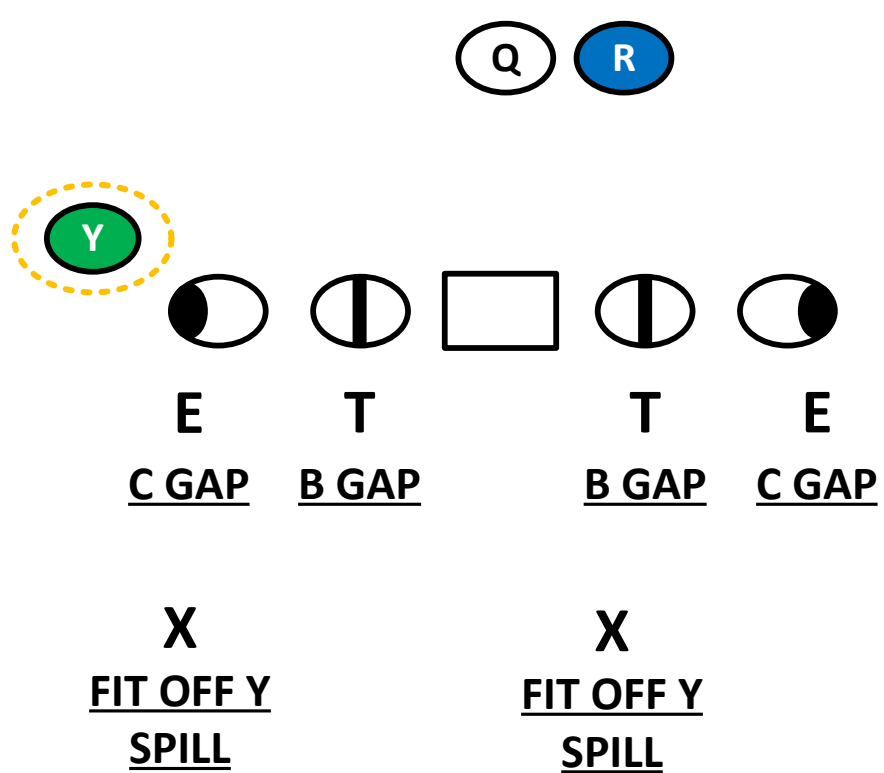 Q R
Y
E T T E
C GAP B GAP B GAP C GAP
X X
FIT OFF Y FIT OFF Y
SPILL SPILL